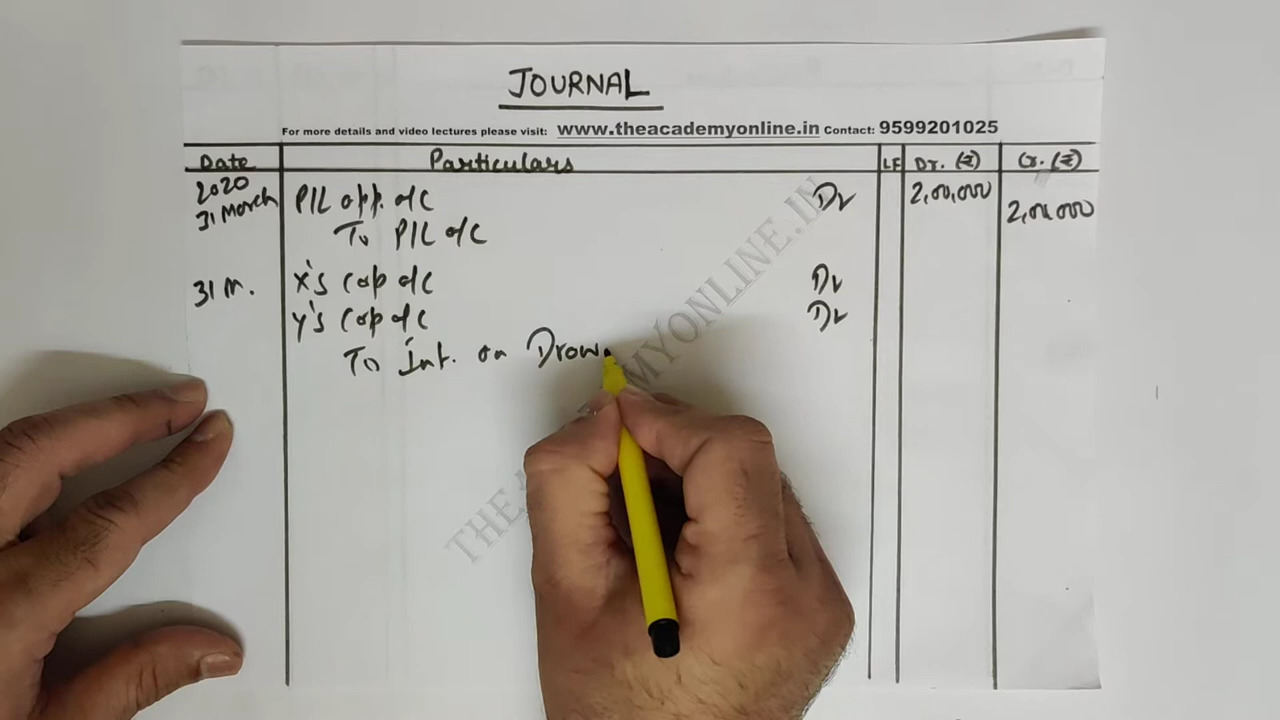 JOURNAL
For more details and video lectures please visit: www.theacademyonline.in Contact: 9599201025
Date Particulars LF Dr. (₹) Cr. (₹)
2020
31 March P/L app. a/c Dr 2,00,000
To P/L a/c 2,00,000
31 M. X's Cap a/c Dr
Y's Cap a/c Dr
To Int. on Draw